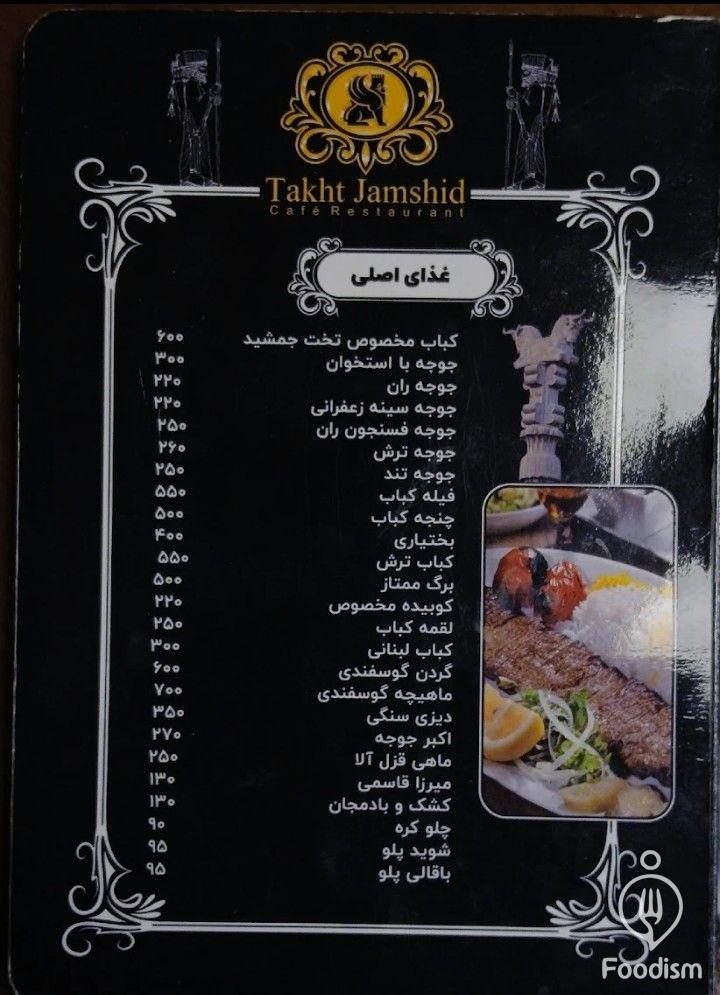 Takht Jamshid
Café Restaurant
غذای اصلی
کباب مخصوص تخت جمشید ۶۰۰
جوجه با استخوان ۳۰۰
جوجه ران ۲۲۰
جوجه سینه زعفرانی ۲۲۰
جوجه فسنجون ران ۲۵۰
جوجه ترش ۲۶۰
جوجه تند ۲۵۰
فیله کباب ۵۵۰
چنجه کباب ۵۰۰
بختیاری ۴۰۰
کباب ترش ۵۵۰
برگ ممتاز ۵۰۰
کوبیده مخصوص ۲۲۰
لقمه کباب ۲۵۰
کباب لبنانی ۳۰۰
گردن گوسفندی ۶۰۰
ماهیچه گوسفندی ۷۰۰
دیزی سنگی ۳۵۰
اکبر جوجه ۲۷۰
ماهی قزل آلا ۲۵۰
میرزا قاسمی ۱۳۰
کشک و بادمجان ۱۳۰
چلو کره ۹۰
شوید پلو ۹۵
باقالی پلو ۹۵
Foodism